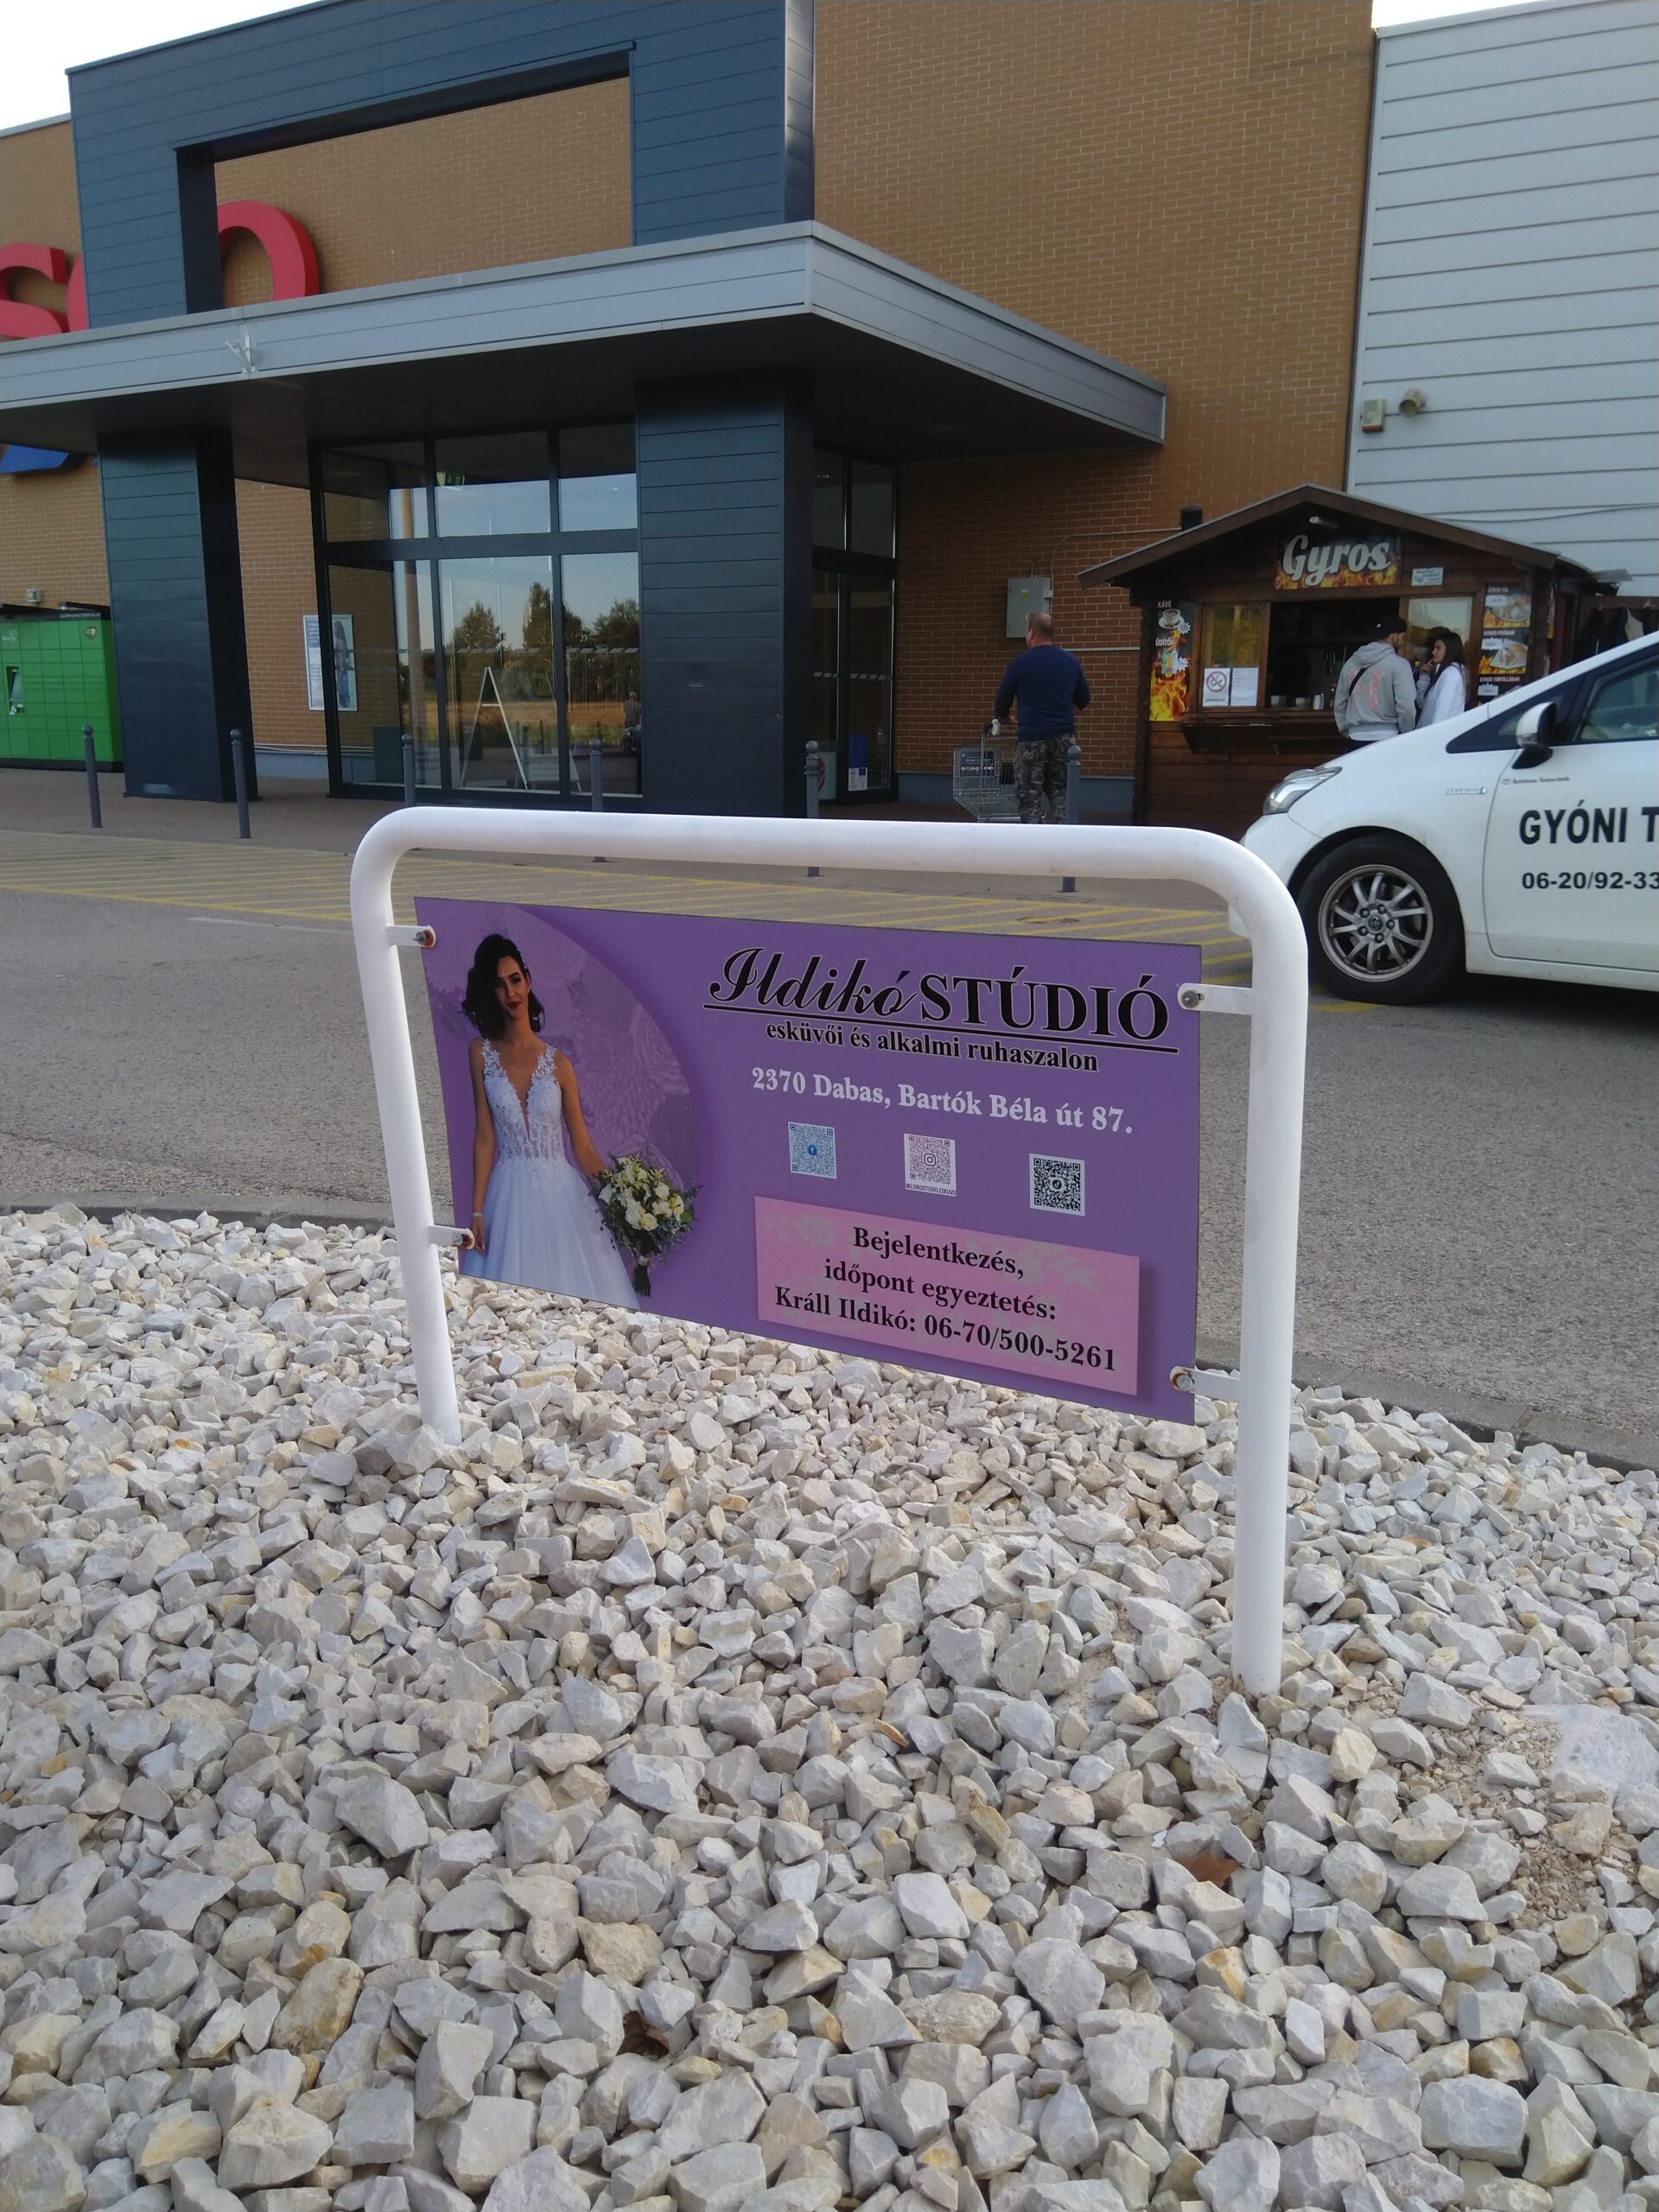 s
o
Gyros
KÁVÉ
GYÓNI T
06-20/92-33
Ildikó STÚDIÓ
esküvői és alkalmi ruhaszalon
2370 Dabas, Bartók Béla út 87.
Bejelentkezés,
időpont egyeztetés:
Králl Ildikó: 06-70/500-5261